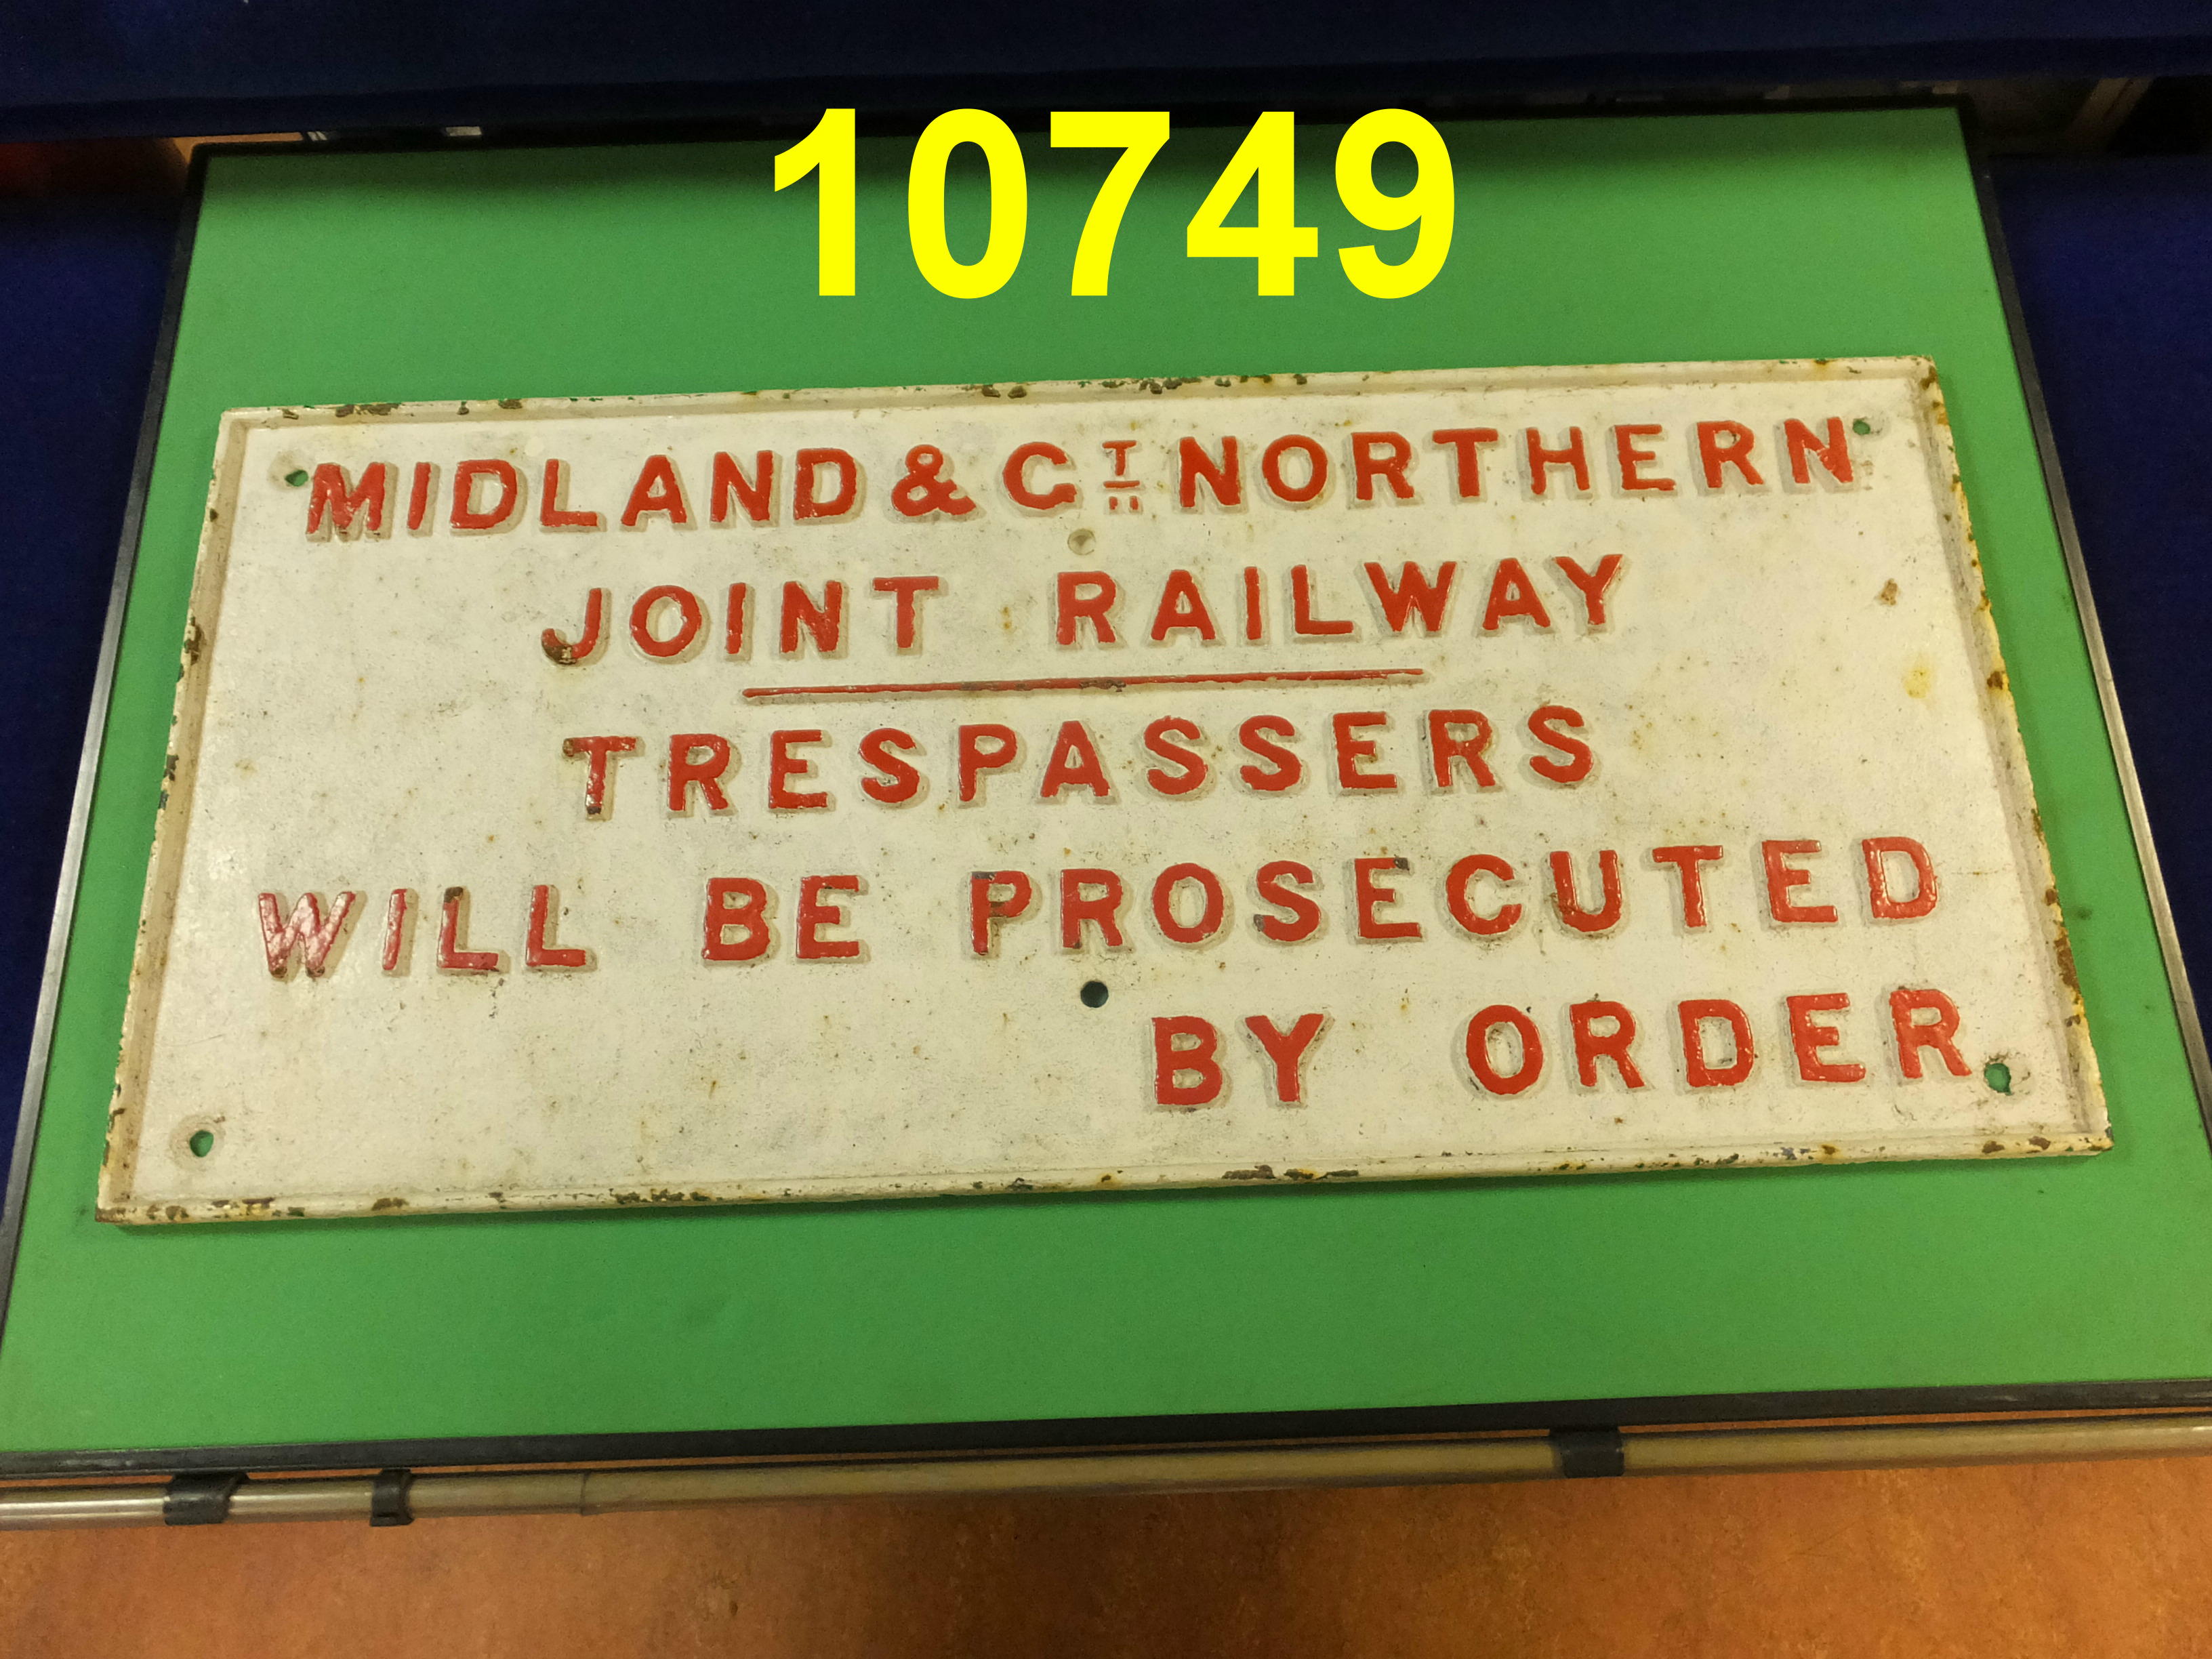 10749
MIDLAND & Gᵀ NORTHERN
JOINT RAILWAY
TRESPASSERS
WILL BE PROSECUTED
BY ORDER